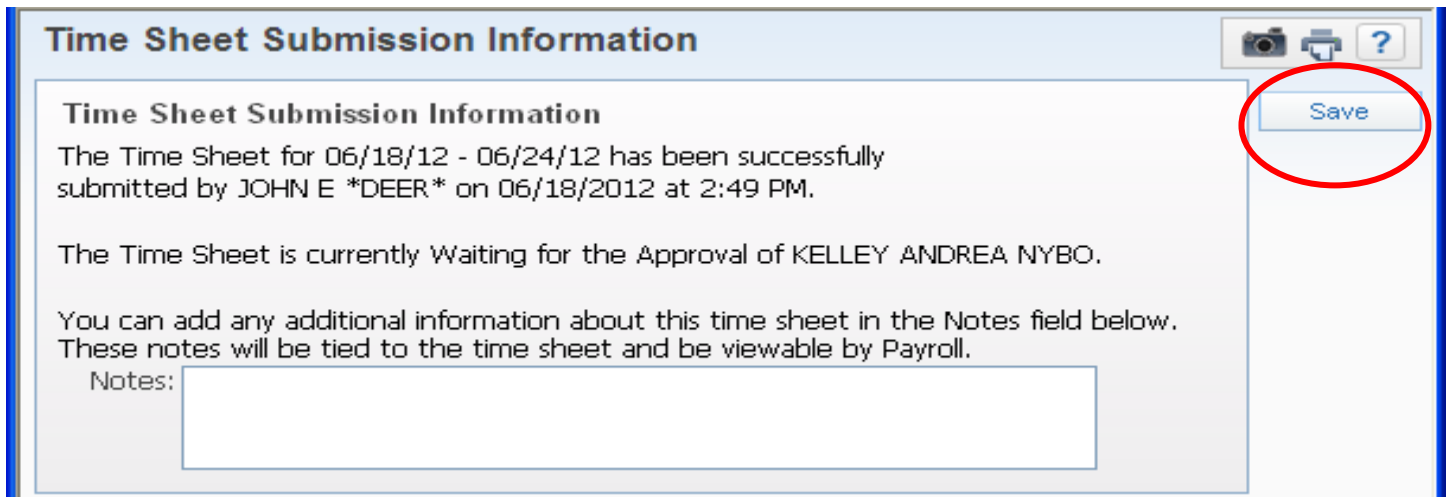 Time Sheet Submission Information
?
Save
Time Sheet Submission Information
The Time Sheet for 06/18/12 - 06/24/12 has been successfully
submitted by JOHN E *DEER* on 06/18/2012 at 2:49 PM.
The Time Sheet is currently Waiting for the Approval of KELLEY ANDREA NYBO.
You can add any additional information about this time sheet in the Notes field below.
These notes will be tied to the time sheet and be viewable by Payroll.
Notes: